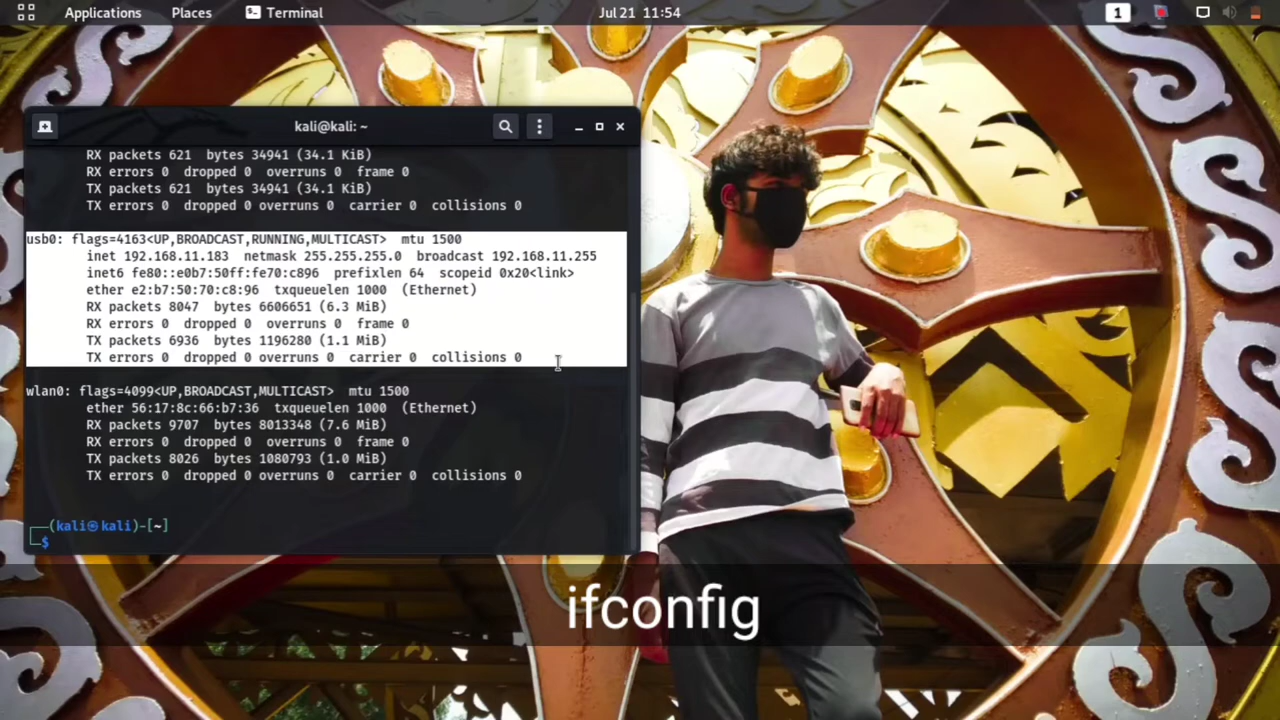 Applications Places Terminal Jul 21 11:54 1
kali@kali: ~
RX packets 621 bytes 34941 (34.1 KiB)
RX errors 0 dropped 0 overruns 0 frame 0
TX packets 621 bytes 34941 (34.1 KiB)
TX errors 0 dropped 0 overruns 0 carrier 0 collisions 0
usb0: flags=4163<UP,BROADCAST,RUNNING,MULTICAST> mtu 1500
inet 192.168.11.183 netmask 255.255.255.0 broadcast 192.168.11.255
inet6 fe80::e0b7:50ff:fe70:c896 prefixlen 64 scopeid 0x20<link>
ether e2:b7:50:70:c8:96 txqueuelen 1000 (Ethernet)
RX packets 8047 bytes 6606651 (6.3 MiB)
RX errors 0 dropped 0 overruns 0 frame 0
TX packets 6936 bytes 1196280 (1.1 MiB)
TX errors 0 dropped 0 overruns 0 carrier 0 collisions 0
wlan0: flags=4099<UP,BROADCAST,MULTICAST> mtu 1500
ether 56:17:8c:66:b7:36 txqueuelen 1000 (Ethernet)
RX packets 9707 bytes 8013348 (7.6 MiB)
RX errors 0 dropped 0 overruns 0 frame 0
TX packets 8026 bytes 1080793 (1.0 MiB)
TX errors 0 dropped 0 overruns 0 carrier 0 collisions 0
┌──(kali㉿kali)-[~]
└─$
ifconfig